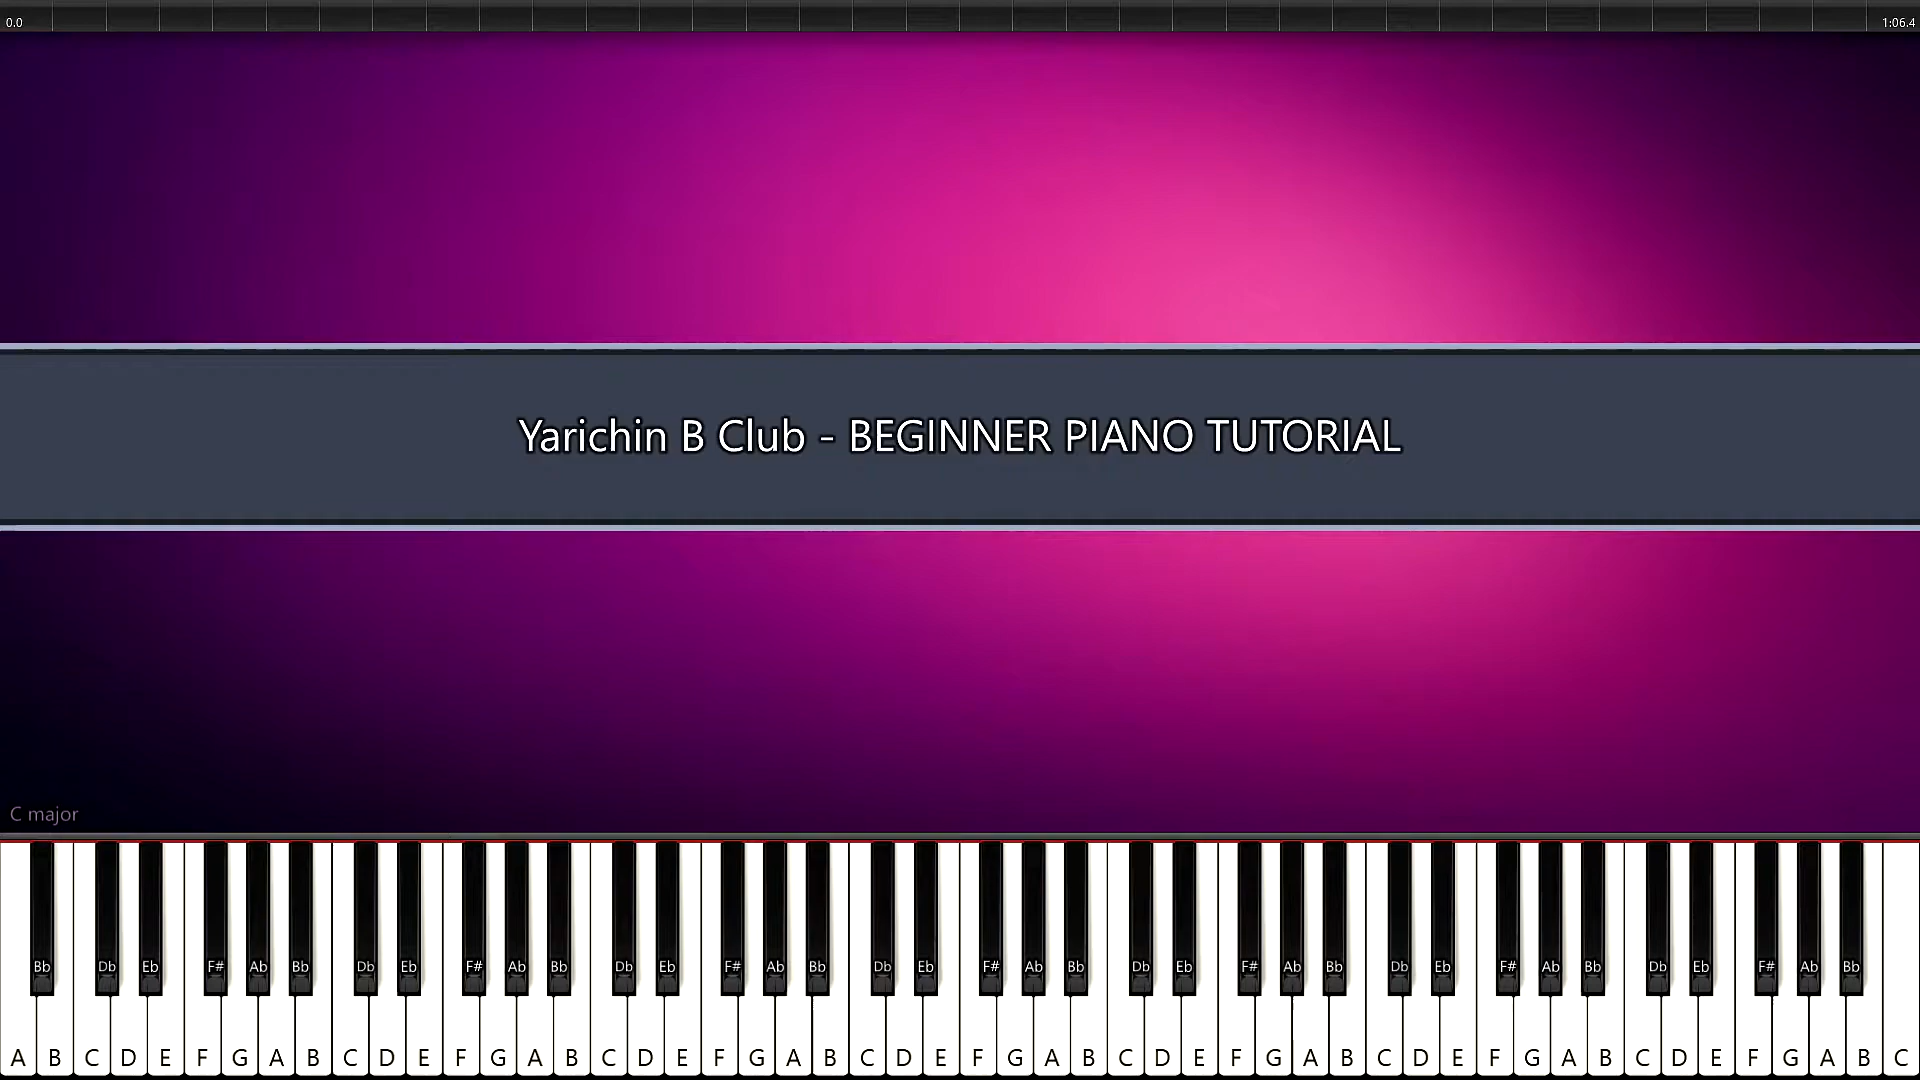 0.0 1:06.4
Yarichin B Club - BEGINNER PIANO TUTORIAL
C major
Bb Db Eb F# Ab Bb Db Eb F# Ab Bb Db Eb F# Ab Bb Db Eb F# Ab Bb Db Eb F# Ab Bb Db Eb F# Ab Bb Db Eb F# Ab Bb
A B C D E F G A B C D E F G A B C D E F G A B C D E F G A B C D E F G A B C D E F G A B C D E F G A B C